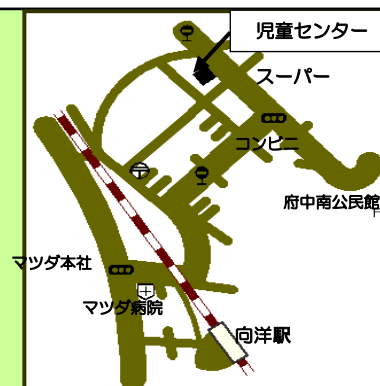 児童センター
スーパー
コンビニ
府中南公民館
マツダ本社
マツダ病院
向洋駅